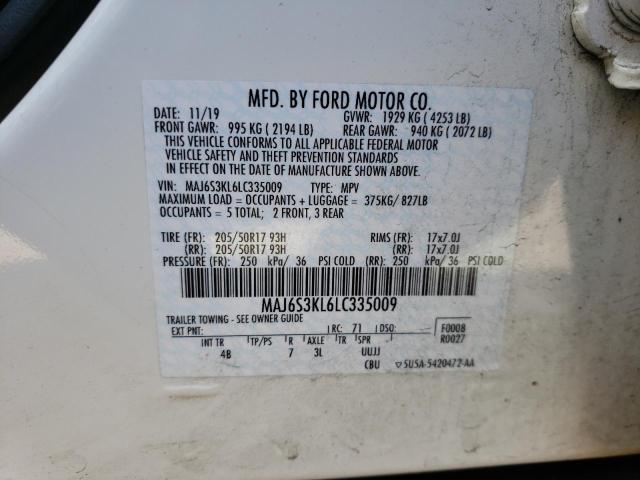 MFD. BY FORD MOTOR CO.
DATE: 11/19 GVWR: 1929 KG ( 4253 LB)
FRONT GAWR: 995 KG ( 2194 LB) REAR GAWR: 940 KG ( 2072 LB)
THIS VEHICLE CONFORMS TO ALL APPLICABLE FEDERAL MOTOR
VEHICLE SAFETY AND THEFT PREVENTION STANDARDS
IN EFFECT ON THE DATE OF MANUFACTURE SHOWN ABOVE.
VIN: MAJ6S3KL6LC335009 TYPE: MPV
MAXIMUM LOAD = OCCUPANTS + LUGGAGE = 375KG/ 827LB
OCCUPANTS = 5 TOTAL; 2 FRONT, 3 REAR
TIRE (FR): 205/50R17 93H RIMS (FR): 17x7.0J
(RR): 205/50R17 93H (RR): 17x7.0J
PRESSURE (FR): 250 kPa/ 36 PSI COLD (RR): 250 kPa/ 36 PSI COLD
MAJ6S3KL6LC335009
TRAILER TOWING - SEE OWNER GUIDE
EXT PNT: RC: 71 DSO: F0008
R0027
INT TR TP/PS R AXLE TR SPR
4B 7 3L UUJJ
CBU ▽ 5USA-5420472-AA